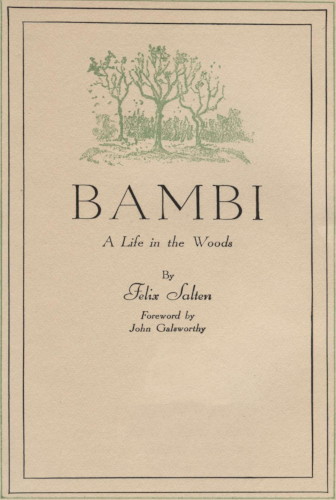 BAMBI
A Life in the Woods
By
Felix Salten
Foreword by
John Galsworthy